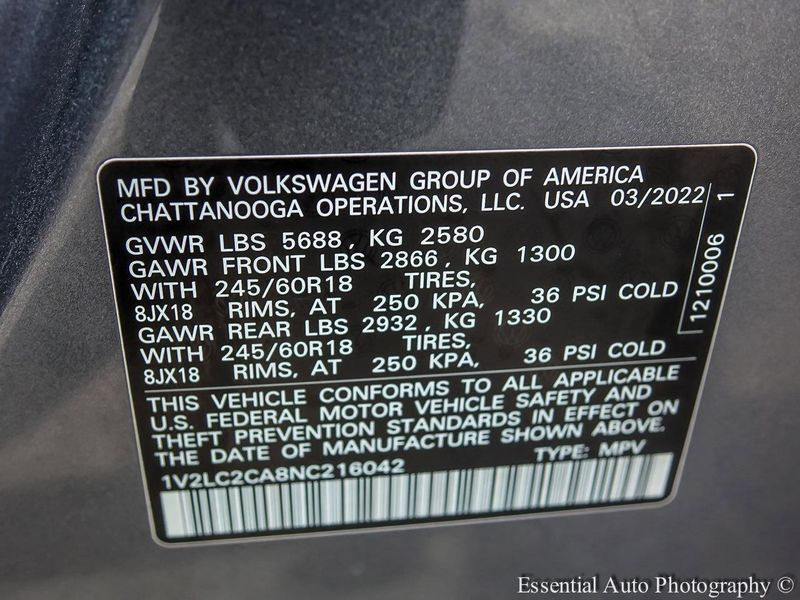 MFD BY VOLKSWAGEN GROUP OF AMERICA
CHATTANOOGA OPERATIONS, LLC. USA 03/2022
GVWR LBS 5688, KG 2580
GAWR FRONT LBS 2866, KG 1300
WITH 245/60R18 TIRES,
8JX18 RIMS, AT 250 KPA, 36 PSI COLD
GAWR REAR LBS 2932, KG 1330
WITH 245/60R18 TIRES,
8JX18 RIMS, AT 250 KPA, 36 PSI COLD
1210006 1
THIS VEHICLE CONFORMS TO ALL APPLICABLE
U.S. FEDERAL MOTOR VEHICLE SAFETY AND
THEFT PREVENTION STANDARDS IN EFFECT ON
THE DATE OF MANUFACTURE SHOWN ABOVE.
1V2LC2CA8NC216042 TYPE: MPV
Essential Auto Photography ©